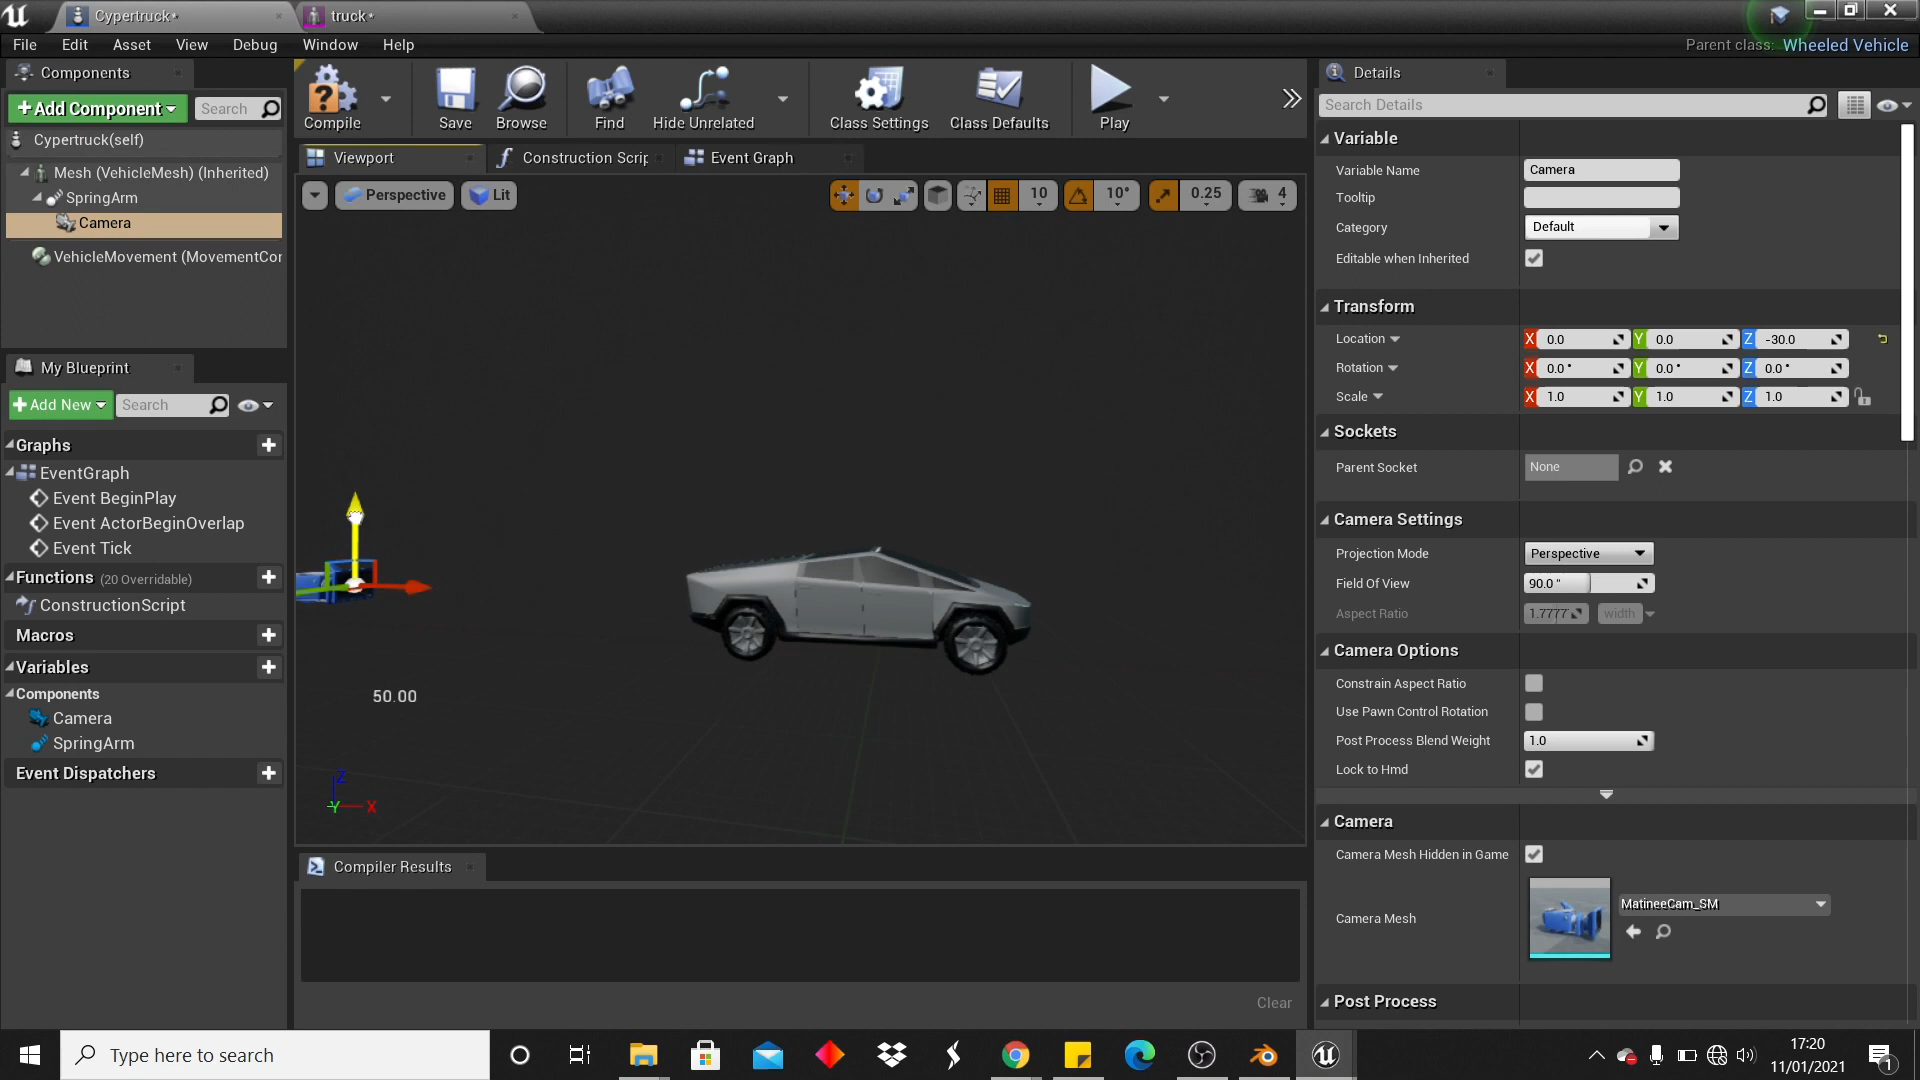 Cypertruck*
truck*
File Edit Asset View Debug Window Help
Parent class: Wheeled Vehicle
Components
+Add Component Search
Cypertruck(self)
Mesh (VehicleMesh) (Inherited)
SpringArm
Camera
VehicleMovement (MovementCor
Compile
Save
Browse
Find
Hide Unrelated
Class Settings
Class Defaults
Play
Viewport
Construction Scrip
Event Graph
Perspective
Lit
10
10°
0.25
4
50.00
Z
Y
X
My Blueprint
+Add New Search
Graphs
EventGraph
Event BeginPlay
Event ActorBeginOverlap
Event Tick
Functions (20 Overridable)
ConstructionScript
Macros
Variables
Components
Camera
SpringArm
Event Dispatchers
Compiler Results
Clear
Details
Search Details
Variable
Variable Name Camera
Tooltip
Category Default
Editable when Inherited
Transform
Location X 0.0 Y 0.0 Z -30.0
Rotation X 0.0° Y 0.0° Z 0.0°
Scale X 1.0 Y 1.0 Z 1.0
Sockets
Parent Socket None
Camera Settings
Projection Mode Perspective
Field Of View 90.0°
Aspect Ratio 1.7777 width
Camera Options
Constrain Aspect Ratio
Use Pawn Control Rotation
Post Process Blend Weight 1.0
Lock to Hmd
Camera
Camera Mesh Hidden in Game
Camera Mesh MatineeCam_SM
Post Process
Type here to search
17:20
11/01/2021
1